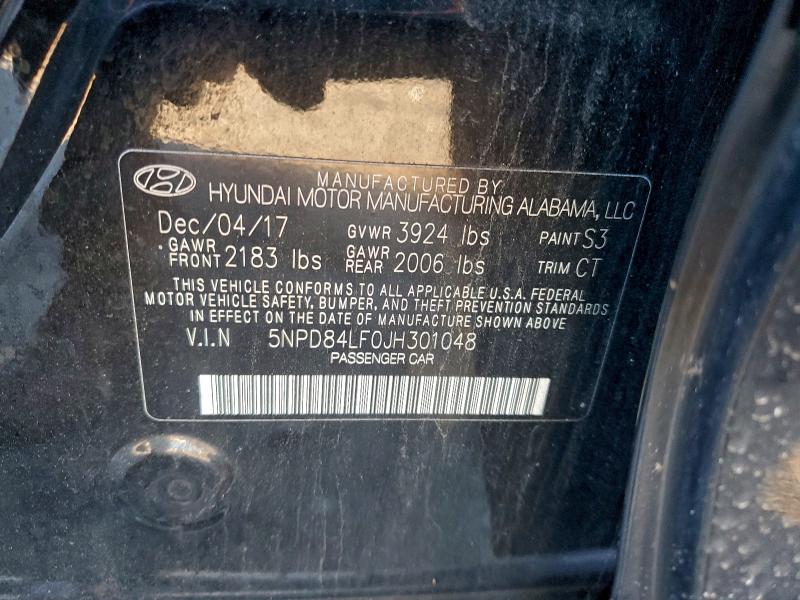 MANUFACTURED BY
HYUNDAI MOTOR MANUFACTURING ALABAMA, LLC
Dec/04/17 GVWR 3924 lbs PAINT S3
GAWR FRONT 2183 lbs GAWR REAR 2006 lbs TRIM CT
THIS VEHICLE CONFORMS TO ALL APPLICABLE U.S.A. FEDERAL
MOTOR VEHICLE SAFETY, BUMPER, AND THEFT PREVENTION STANDARDS
IN EFFECT ON THE DATE OF MANUFACTURE SHOWN ABOVE
V.I.N 5NPD84LF0JH301048
PASSENGER CAR